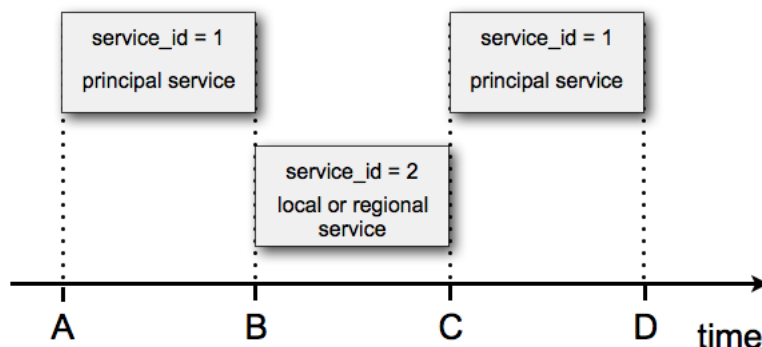 service_id = 1
principal service
service_id = 1
principal service
service_id = 2
local or regional
service
A
B
C
D
time